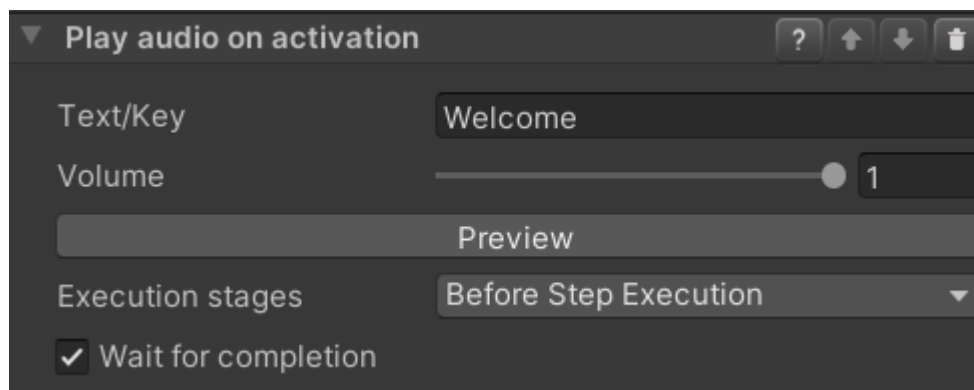 Play audio on activation ?
Text/Key Welcome
Volume 1
Preview
Execution stages Before Step Execution
Wait for completion